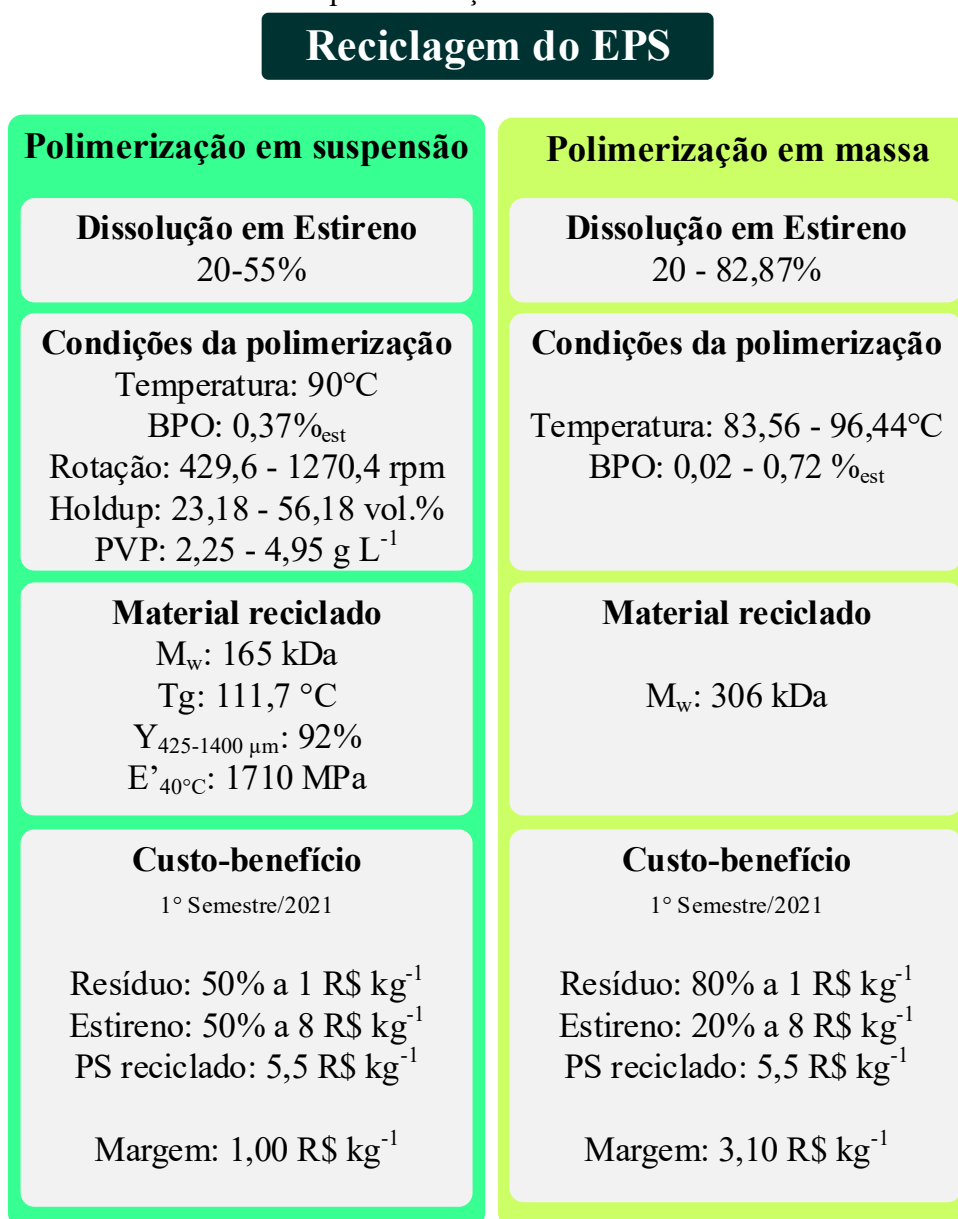 Reciclagem do EPS
Polimerização em suspensão
Dissolução em Estireno
20-55%
Condições da polimerização
Temperatura: 90°C
BPO: 0,37%est
Rotação: 429,6 - 1270,4 rpm
Holdup: 23,18 - 56,18 vol.%
PVP: 2,25 - 4,95 g L-1
Material reciclado
Mw: 165 kDa
Tg: 111,7 °C
Y425-1400 µm: 92%
E’40°C: 1710 MPa
Custo-benefício
1° Semestre/2021
Resíduo: 50% a 1 R$ kg-1
Estireno: 50% a 8 R$ kg-1
PS reciclado: 5,5 R$ kg-1
Margem: 1,00 R$ kg-1
Polimerização em massa
Dissolução em Estireno
20 - 82,87%
Condições da polimerização
Temperatura: 83,56 - 96,44°C
BPO: 0,02 - 0,72 %est
Material reciclado
Mw: 306 kDa
Custo-benefício
1° Semestre/2021
Resíduo: 80% a 1 R$ kg-1
Estireno: 20% a 8 R$ kg-1
PS reciclado: 5,5 R$ kg-1
Margem: 3,10 R$ kg-1